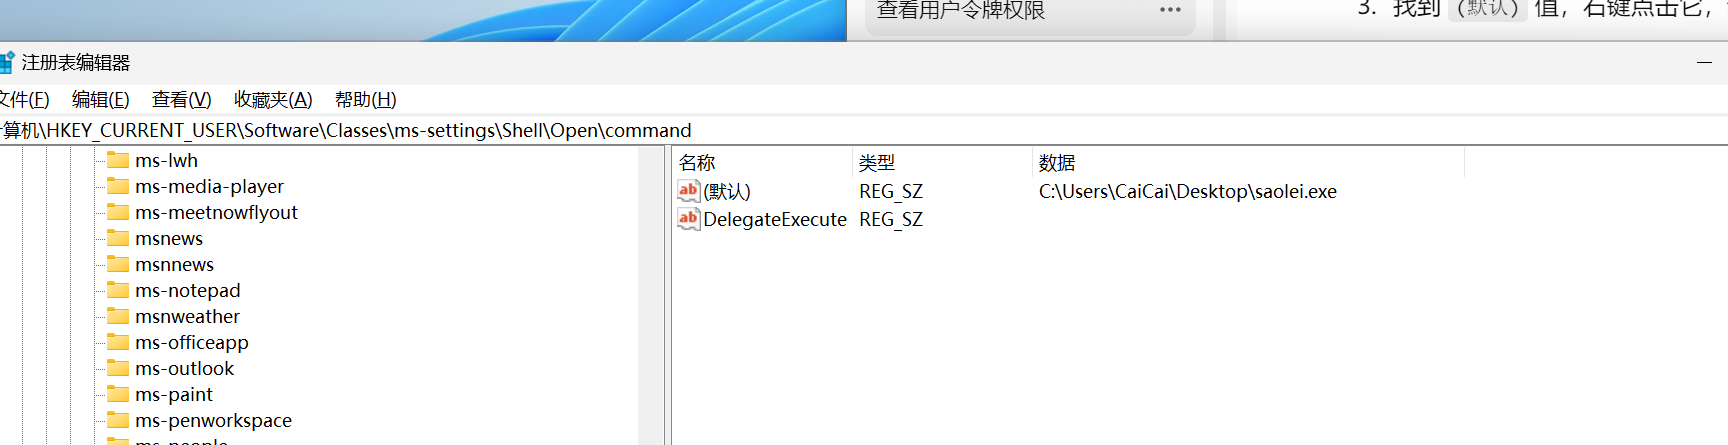 查看用户令牌权限 •••
3. 找到 (默认) 值，右键点击它，
注册表编辑器
文件(F) 编辑(E) 查看(V) 收藏夹(A) 帮助(H)
算机\HKEY_CURRENT_USER\Software\Classes\ms-settings\Shell\Open\command
名称 类型 数据
ms-lwh
ms-media-player
ms-meetnowflyout
msnews
msnnews
ms-notepad
msnweather
ms-officeapp
ms-outlook
ms-paint
ms-penworkspace
ms-people
(默认) REG_SZ C:\Users\CaiCai\Desktop\saolei.exe
DelegateExecute REG_SZ